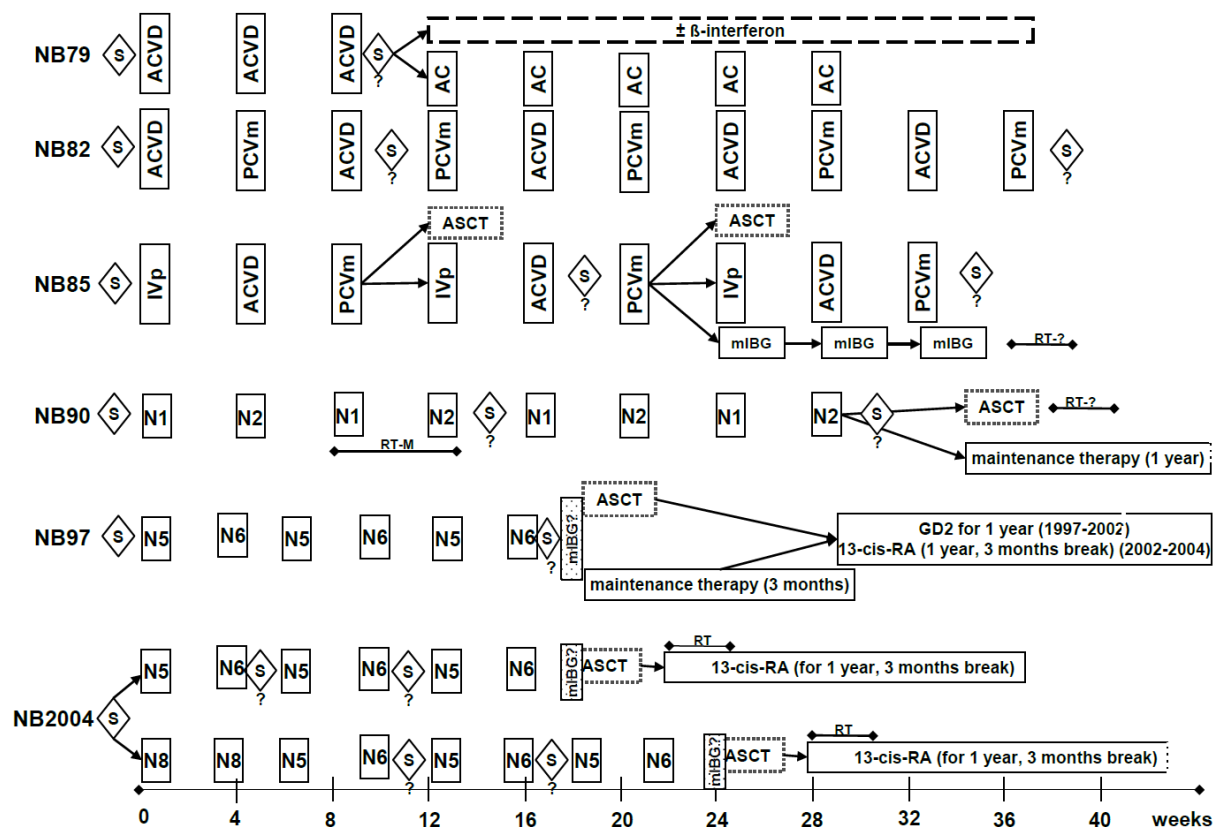 ± ß-interferon
NB79
S
ACVD
ACVD
ACVD
S
?
AC
AC
AC
AC
AC
NB82
S
ACVD
PCVm
ACVD
S
?
PCVm
ACVD
PCVm
ACVD
PCVm
ACVD
PCVm
S
?
ASCT
ASCT
NB85
S
IVp
ACVD
PCVm
IVp
ACVD
S
?
PCVm
IVp
ACVD
PCVm
S
?
mIBG
mIBG
mIBG
RT-?
NB90
S
N1
N2
N1
N2
S
?
N1
N2
N1
N2
S
?
ASCT
RT-?
RT-M
maintenance therapy (1 year)
NB97
S
N5
N6
N5
N6
N5
N6
S
?
mIBG?
ASCT
GD2 for 1 year (1997-2002)
13-cis-RA (1 year, 3 months break) (2002-2004)
maintenance therapy (3 months)
NB2004
S
N5
N6
S
?
N5
N6
S
?
N5
N6
mIBG?
ASCT
RT
13-cis-RA (for 1 year, 3 months break)
N8
N8
N5
N6
S
?
N5
N6
S
?
N5
N6
mIBG?
ASCT
RT
13-cis-RA (for 1 year, 3 months break)
0 4 8 12 16 20 24 28 32 36 40 weeks